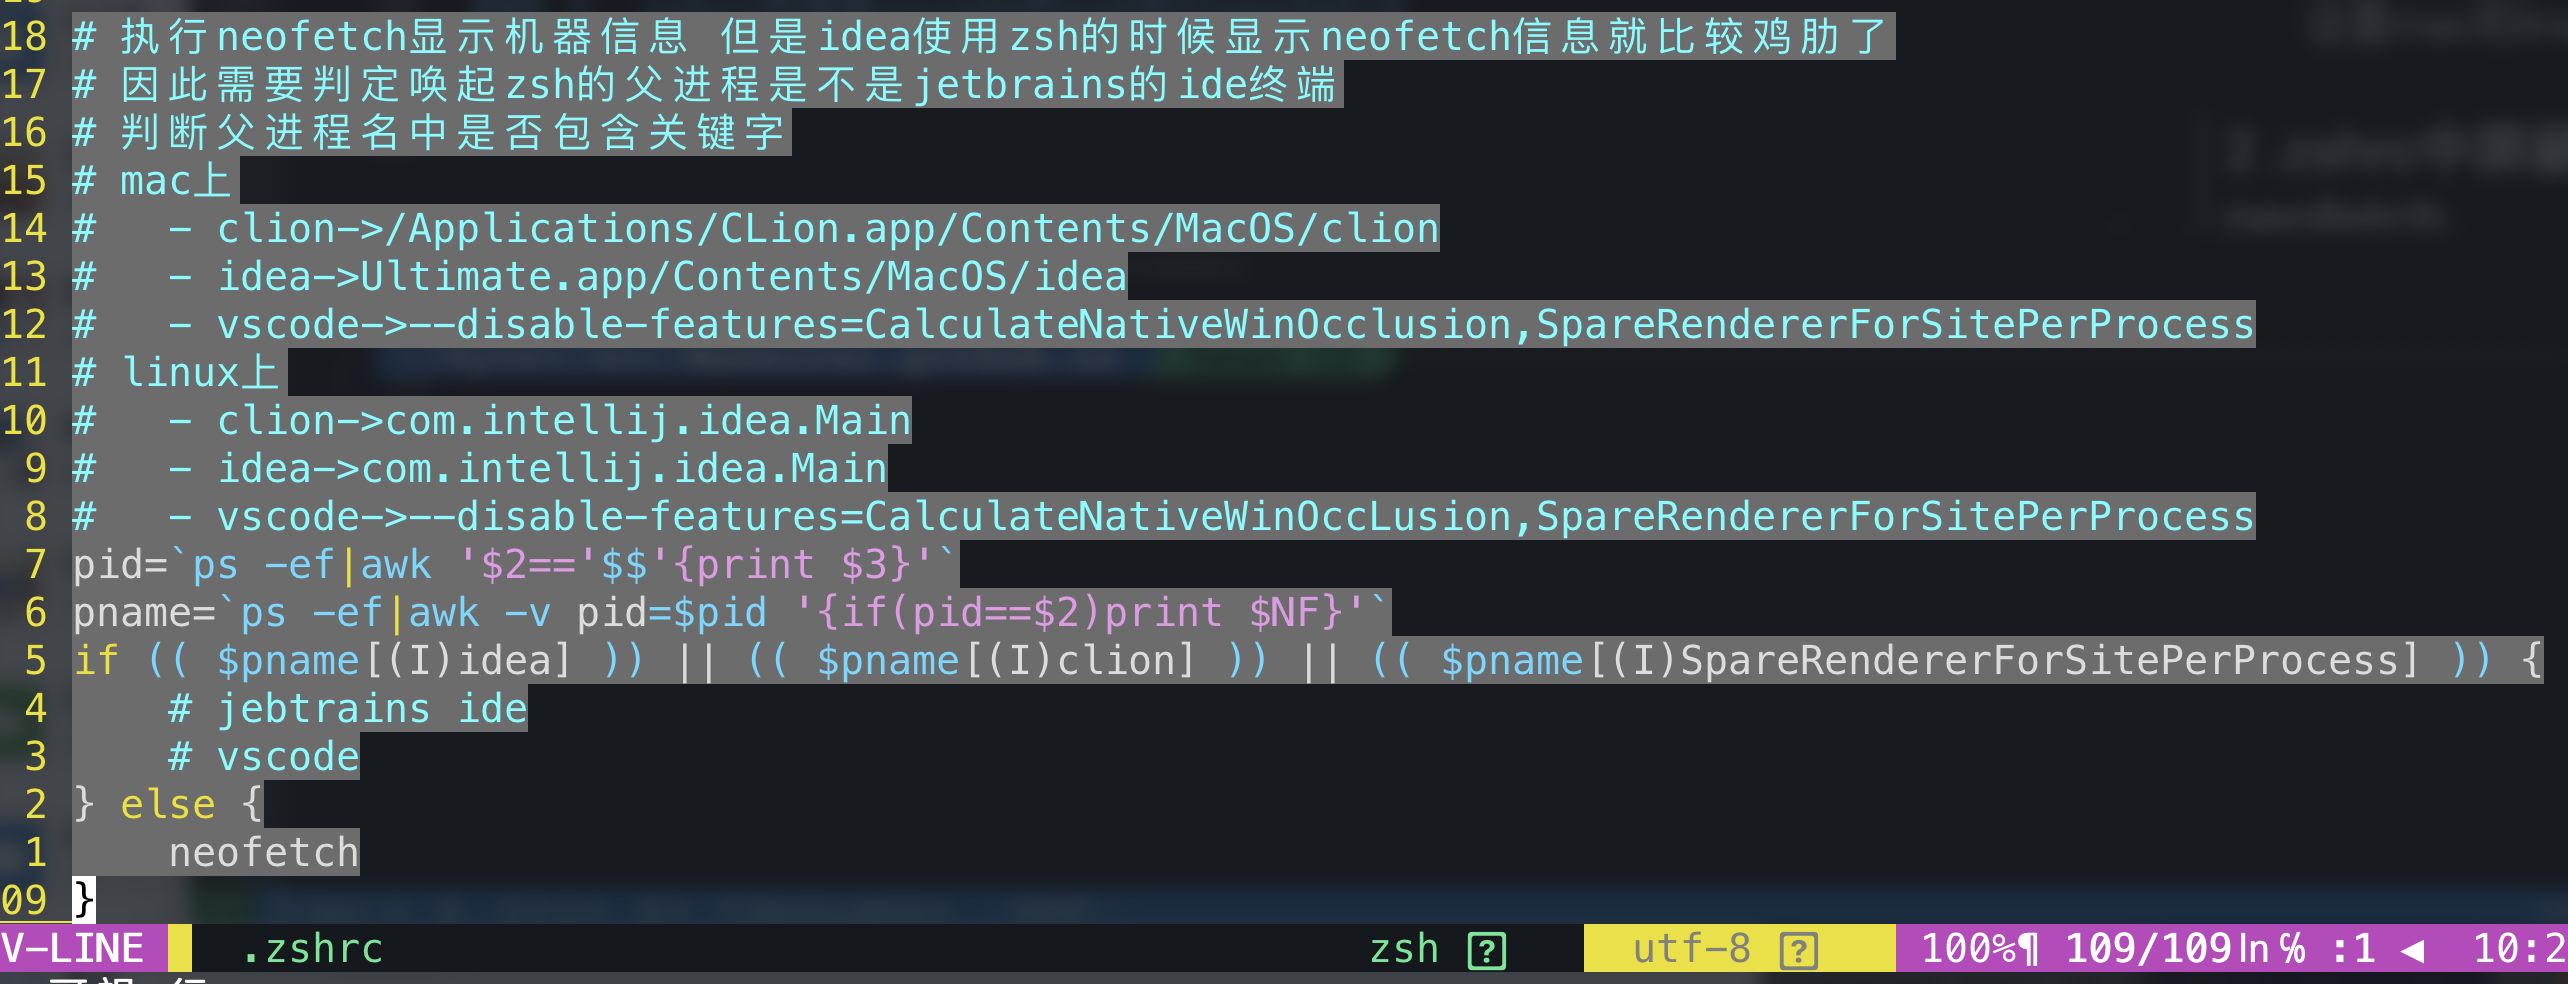 18 # 执行neofetch显示机器信息 但是idea使用zsh的时候显示neofetch信息就比较鸡肋了
17 # 因此需要判定唤起zsh的父进程是不是jetbrains的ide终端
16 # 判断父进程名中是否包含关键字
15 # mac上
14 #   - clion->/Applications/CLion.app/Contents/MacOS/clion
13 #   - idea->Ultimate.app/Contents/MacOS/idea
12 #   - vscode->--disable-features=CalculateNativeWinOcclusion,SpareRendererForSitePerProcess
11 # linux上
10 #   - clion->com.intellij.idea.Main
9 #   - idea->com.intellij.idea.Main
8 #   - vscode->--disable-features=CalculateNativeWinOccLusion,SpareRendererForSitePerProcess
7 pid=`ps -ef|awk '$2=='$$'{print $3}'`
6 pname=`ps -ef|awk -v pid=$pid '{if(pid==$2)print $NF}'`
5 if (( $pname[(I)idea] )) || (( $pname[(I)clion] )) || (( $pname[(I)SpareRendererForSitePerProcess] )) {
4     # jebtrains ide
3     # vscode
2 } else {
1     neofetch
09 }
V-LINE .zshrc zsh [?] utf-8 [?] 100%¶ 109/109㏑℅ :1 ◀ 10:2